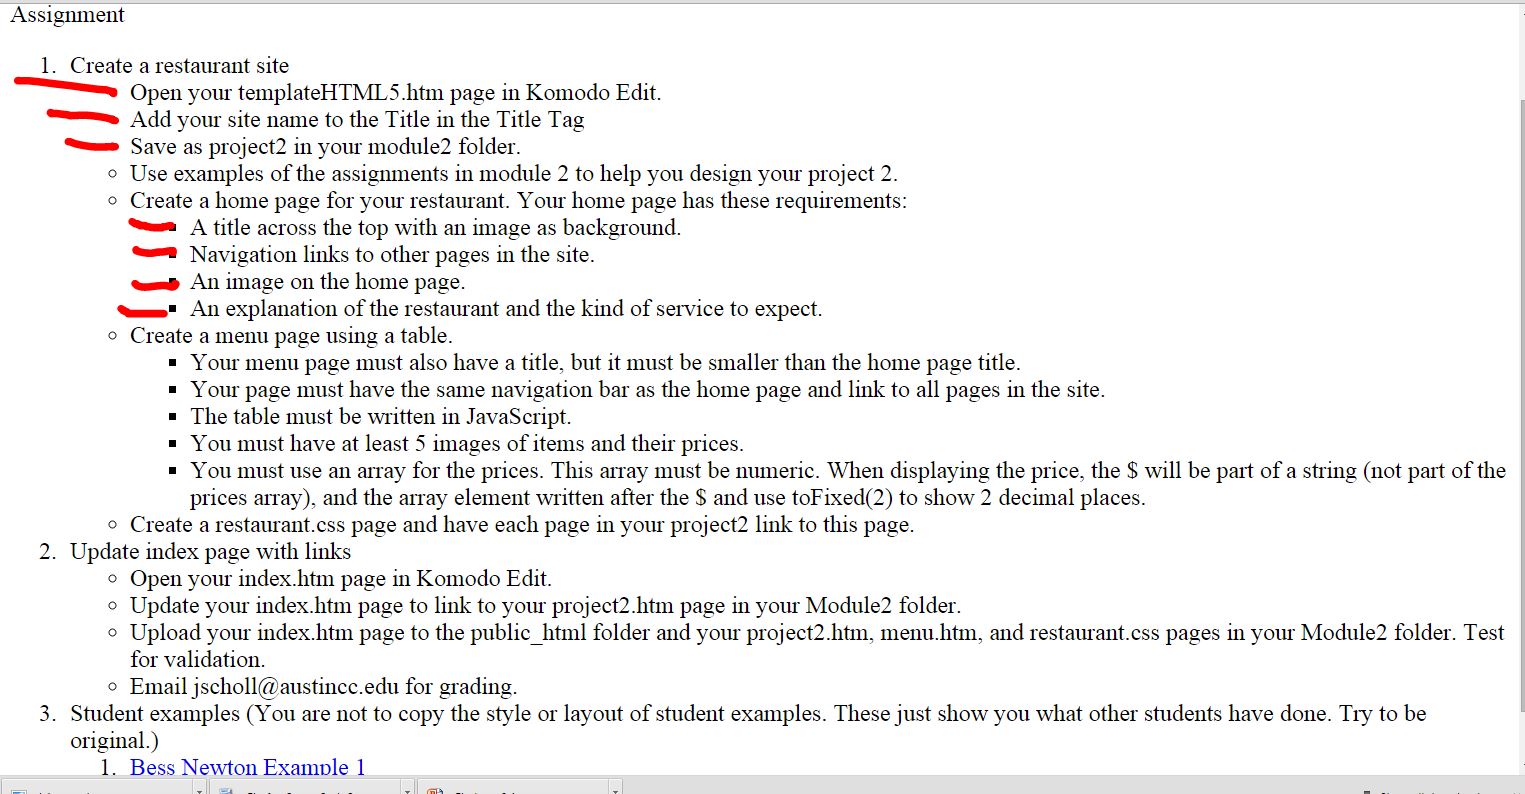 Assignment
1. Create a restaurant site
Open your templateHTML5.htm page in Komodo Edit.
Add your site name to the Title in the Title Tag
Save as project2 in your module2 folder.
Use examples of the assignments in module 2 to help you design your project 2.
Create a home page for your restaurant. Your home page has these requirements:
A title across the top with an image as background.
Navigation links to other pages in the site.
An image on the home page.
An explanation of the restaurant and the kind of service to expect.
Create a menu page using a table.
Your menu page must also have a title, but it must be smaller than the home page title.
Your page must have the same navigation bar as the home page and link to all pages in the site.
The table must be written in JavaScript.
You must have at least 5 images of items and their prices.
You must use an array for the prices. This array must be numeric. When displaying the price, the $ will be part of a string (not part of the
prices array), and the array element written after the $ and use toFixed(2) to show 2 decimal places.
Create a restaurant.css page and have each page in your project2 link to this page.
2. Update index page with links
Open your index.htm page in Komodo Edit.
Update your index.htm page to link to your project2.htm page in your Module2 folder.
Upload your index.htm page to the public_html folder and your project2.htm, menu.htm, and restaurant.css pages in your Module2 folder. Test
for validation.
Email jscholl@austincc.edu for grading.
3. Student examples (You are not to copy the style or layout of student examples. These just show you what other students have done. Try to be
original.)
1. Bess Newton Example 1